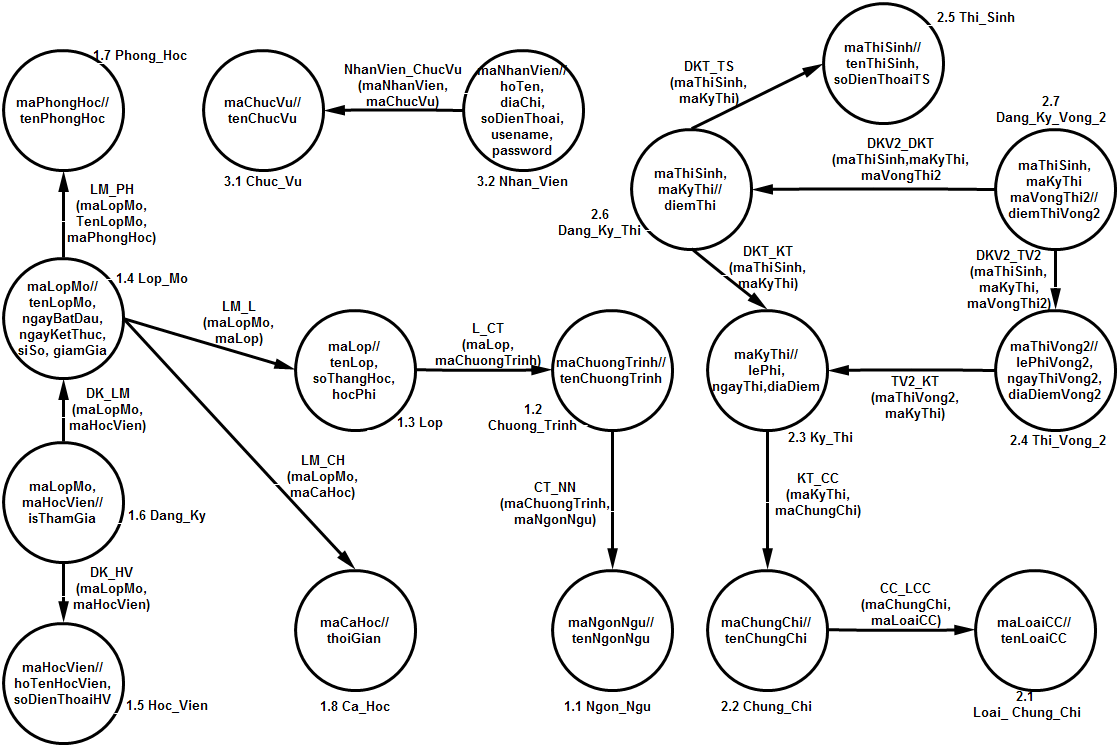 1.7 Phong_Hoc
maPhongHoc//
tenPhongHoc
LM_PH
(maLopMo,
TenLopMo,
maPhongHoc)
1.4 Lop_Mo
maLopMo//
tenLopMo,
ngayBatDau,
ngayKetThuc,
siSo, giamGia
DK_LM
(maLopMo,
maHocVien)
maLopMo,
maHocVien//
isThamGia
1.6 Dang_Ky
DK_HV
(maLopMo,
maHocVien)
maHocVien//
hoTenHocVien,
soDienThoaiHV
1.5 Hoc_Vien
maChucVu//
tenChucVu
3.1 Chuc_Vu
NhanVien_ChucVu
(maNhanVien,
maChucVu)
maNhanVien//
hoTen,
diaChi,
soDienThoai,
usename,
password
3.2 Nhan_Vien
LM_L
(maLopMo,
maLop)
maLop//
tenLop,
soThangHoc,
hocPhi
1.3 Lop
L_CT
(maLop,
maChuongTrinh)
maChuongTrinh//
tenChuongTrinh
1.2
Chuong_Trinh
LM_CH
(maLopMo,
maCaHoc)
maCaHoc//
thoiGian
1.8 Ca_Hoc
CT_NN
(maChuongTrinh,
maNgonNgu)
maNgonNgu//
tenNgonNgu
1.1 Ngon_Ngu
2.5 Thi_Sinh
maThiSinh//
tenThiSinh,
soDienThoaiTS
DKT_TS
(maThiSinh,
maKyThi)
maThiSinh,
maKyThi//
diemThi
2.6
Dang_Ky_Thi
DKV2_DKT
(maThiSinh,maKyThi,
maVongThi2)
2.7
Dang_Ky_Vong_2
maThiSinh,
maKyThi
maVongThi2//
diemThiVong2
DKT_KT
(maThiSinh,
maKyThi)
DKV2_TV2
(maThiSinh,
maKyThi,
maVongThi2)
maKyThi//
lePhi,
ngayThi,diaDiem
2.3 Ky_Thi
TV2_KT
(maThiVong2,
maKyThi)
maThiVong2//
lePhiVong2,
ngayThiVong2,
diaDiemVong2
2.4 Thi_Vong_2
KT_CC
(maKyThi,
maChungChi)
maChungChi//
tenChungChi
2.2 Chung_Chi
CC_LCC
(maChungChi,
maLoaiCC)
maLoaiCC//
tenLoaiCC
2.1
Loai_ Chung_Chi